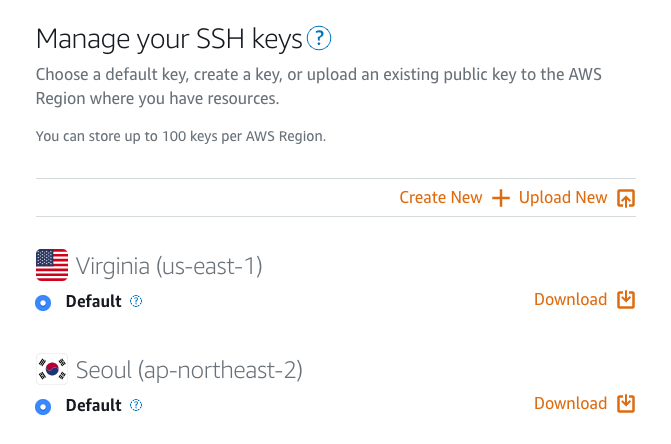 Manage your SSH keys ?
Choose a default key, create a key, or upload an existing public key to the AWS
Region where you have resources.
You can store up to 100 keys per AWS Region.
Create New + Upload New
Virginia (us-east-1)
Default ? Download
Seoul (ap-northeast-2)
Default ? Download